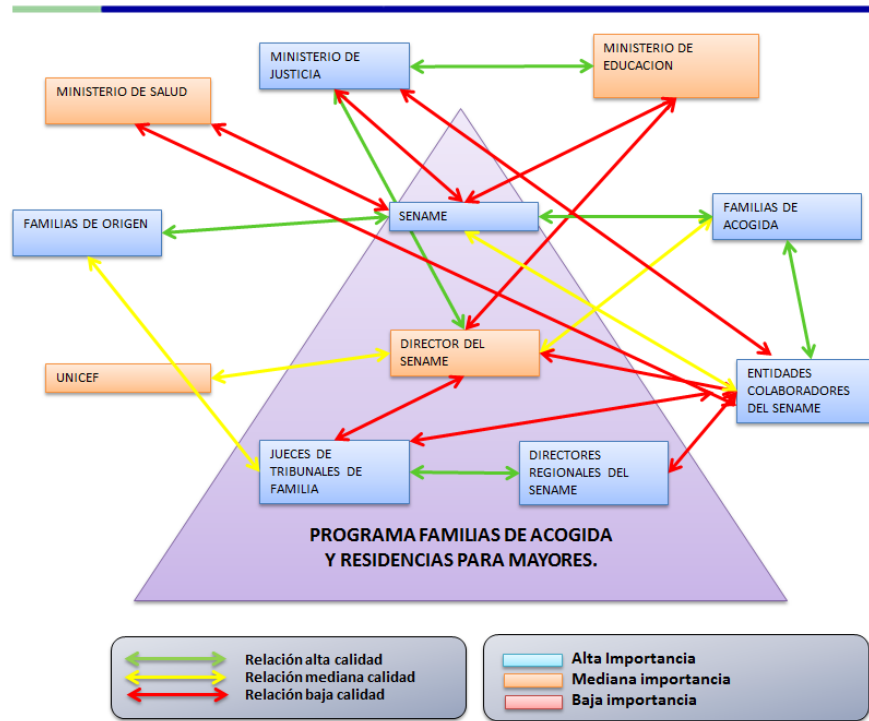 MINISTERIO DE
JUSTICIA
MINISTERIO DE
EDUCACION
MINISTERIO DE SALUD
FAMILIAS DE ORIGEN
SENAME
FAMILIAS DE
ACOGIDA
UNICEF
DIRECTOR DEL
SENAME
ENTIDADES
COLABORADORES
DEL SENAME
JUECES DE
TRIBUNALES DE
FAMILIA
DIRECTORES
REGIONALES DEL
SENAME
PROGRAMA FAMILIAS DE ACOGIDA
Y RESIDENCIAS PARA MAYORES.
Relación alta calidad
Relación mediana calidad
Relación baja calidad
Alta Importancia
Mediana importancia
Baja importancia